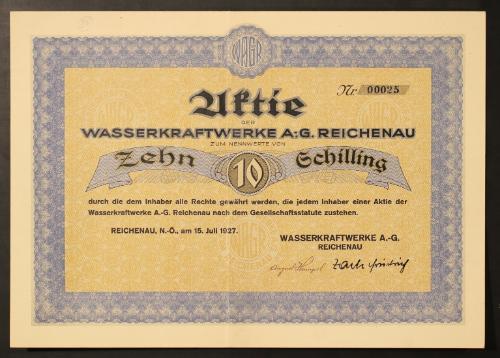 WAGR
Nr 00025
Aktie
DER
WASSERKRAFTWERKE A.-G. REICHENAU
ZUM NENNWERTE VON
Zehn 10 Schilling
durch die dem Inhaber alle Rechte gewährt werden, die jedem Inhaber einer Aktie der
Wasserkraftwerke A.-G. Reichenau nach dem Gesellschaftsstatute zustehen.
REICHENAU, N.-Ö., am 15. Juli 1927.
WASSERKRAFTWERKE A.-G.
REICHENAU